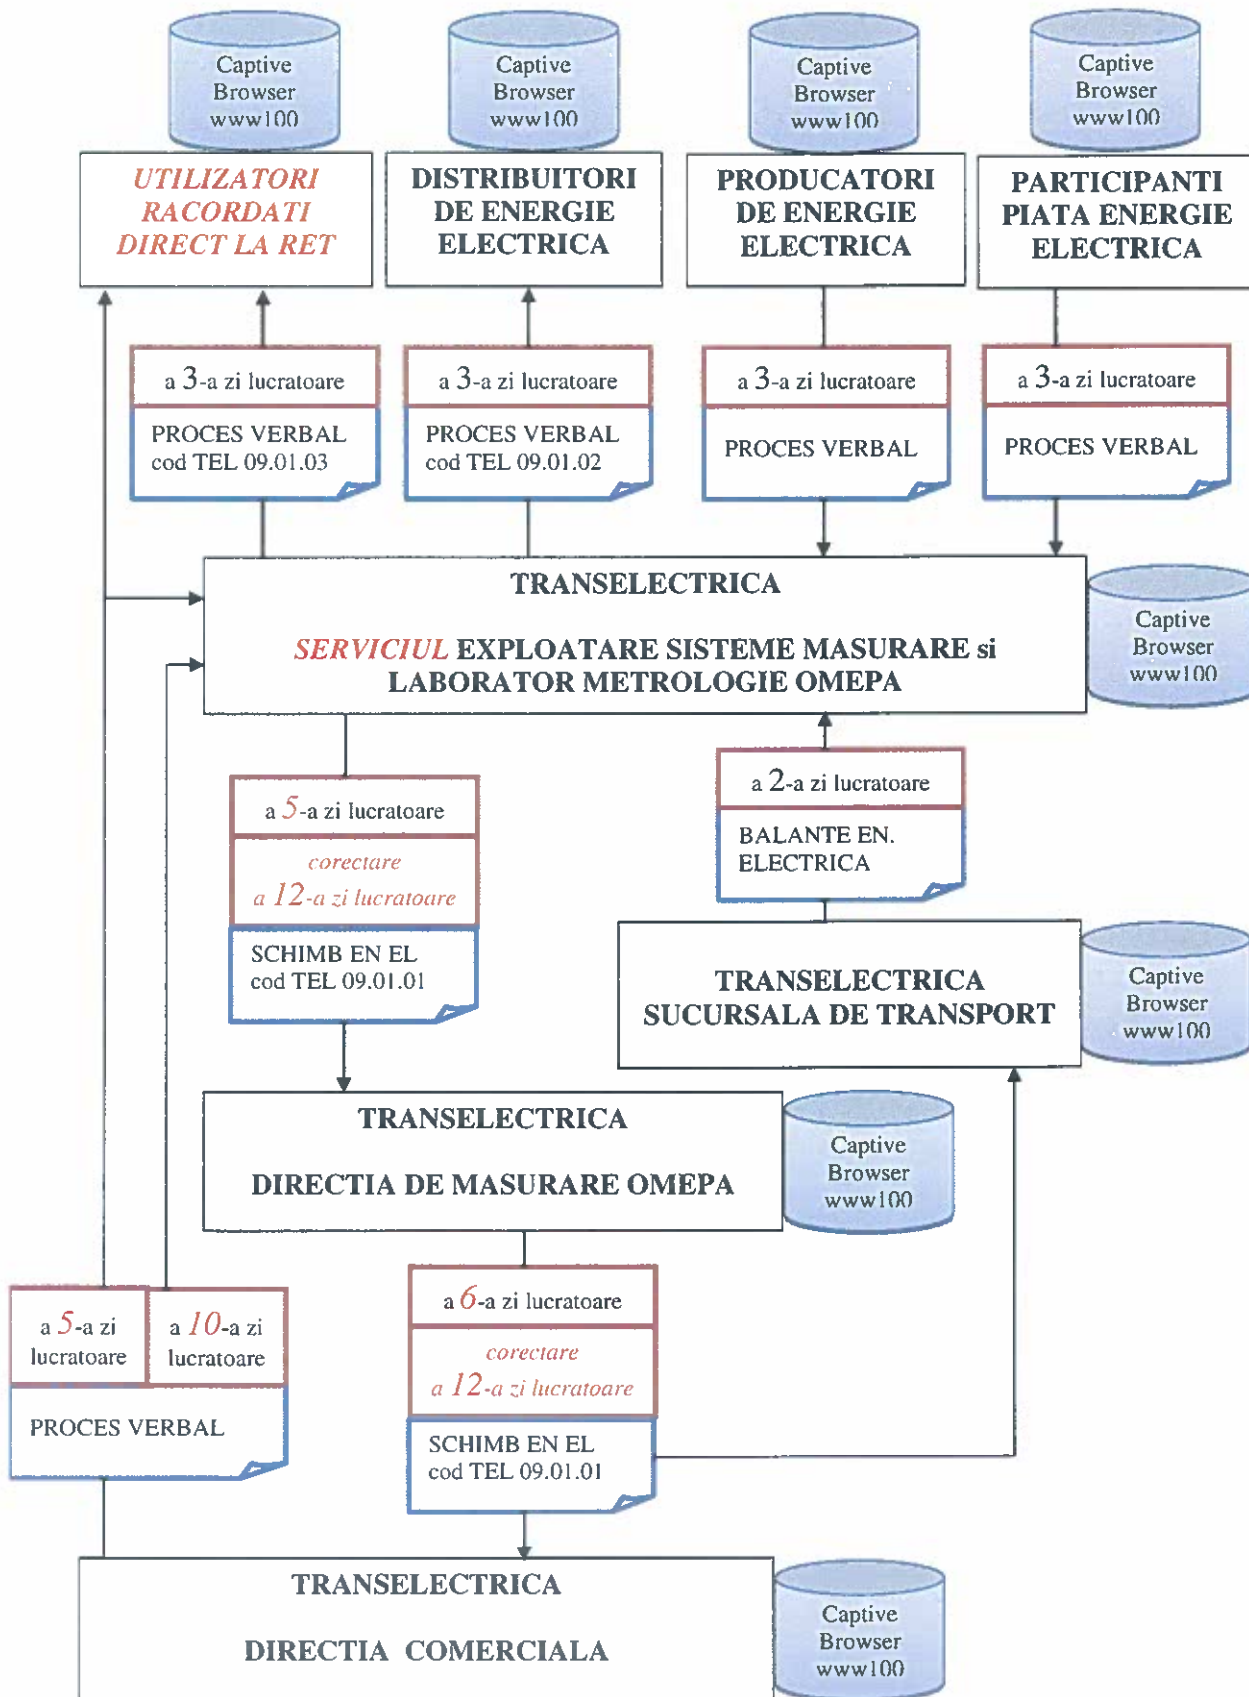 Captive
Browser
www100
Captive
Browser
www100
Captive
Browser
www100
Captive
Browser
www100
UTILIZATORI
RACORDATI
DIRECT LA RET
DISTRIBUITORI
DE ENERGIE
ELECTRICA
PRODUCATORI
DE ENERGIE
ELECTRICA
PARTICIPANTI
PIATA ENERGIE
ELECTRICA
a 3-a zi lucratoare
PROCES VERBAL
cod TEL 09.01.03
a 3-a zi lucratoare
PROCES VERBAL
cod TEL 09.01.02
a 3-a zi lucratoare
PROCES VERBAL
a 3-a zi lucratoare
PROCES VERBAL
TRANSELECTRICA
SERVICIUL EXPLOATARE SISTEME MASURARE si
LABORATOR METROLOGIE OMEPA
Captive
Browser
www100
a 5-a zi lucratoare
corectare
a 12-a zi lucratoare
SCHIMB EN EL
cod TEL 09.01.01
a 2-a zi lucratoare
BALANTE EN.
ELECTRICA
TRANSELECTRICA
SUCURSALA DE TRANSPORT
Captive
Browser
www100
TRANSELECTRICA
DIRECTIA DE MASURARE OMEPA
Captive
Browser
www100
a 5-a zi
lucratoare
a 10-a zi
lucratoare
PROCES VERBAL
a 6-a zi lucratoare
corectare
a 12-a zi lucratoare
SCHIMB EN EL
cod TEL 09.01.01
TRANSELECTRICA
DIRECTIA COMERCIALA
Captive
Browser
www100